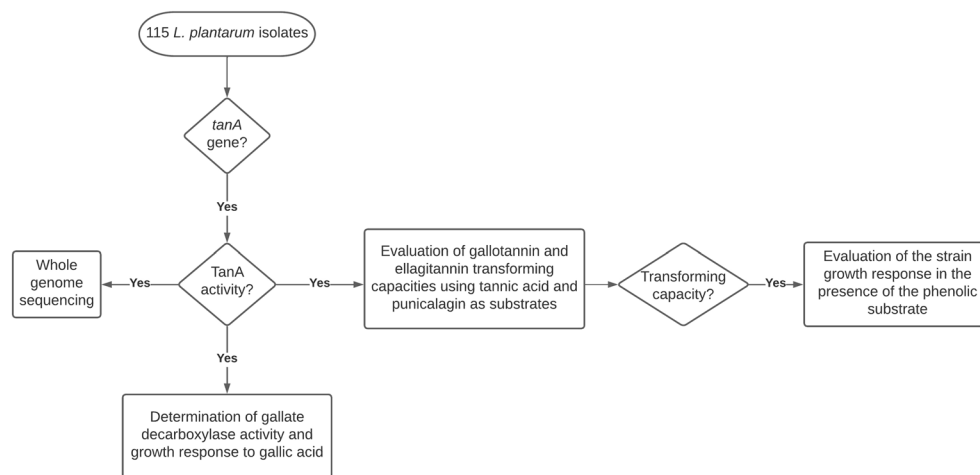 115 L. plantarum isolates
tanA
gene?
Yes
Whole
genome
sequencing
Yes
TanA
activity?
Yes
Evaluation of gallotannin and
ellagitannin transforming
capacities using tannic acid and
punicalagin as substrates
Transforming
capacity?
Yes
Evaluation of the strain
growth response in the
presence of the phenolic
substrate
Yes
Determination of gallate
decarboxylase activity and
growth response to gallic acid